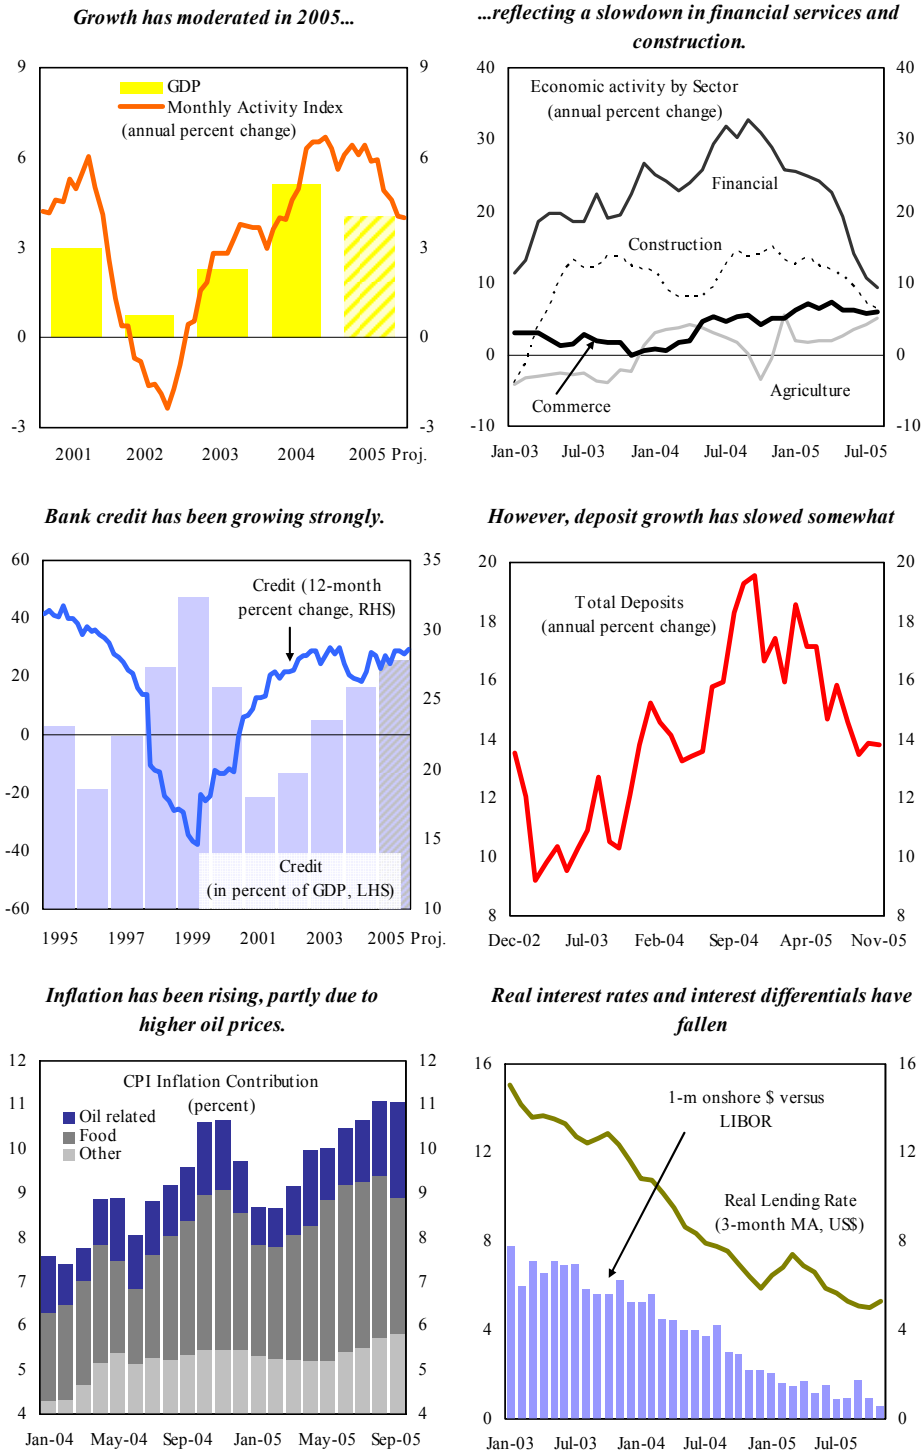 Growth has moderated in 2005...
9
6
3
0
-3
9
6
3
0
-3
GDP
Monthly Activity Index
(annual percent change)
2001 2002 2003 2004 2005 Proj.
...reflecting a slowdown in financial services and
construction.
40
30
20
10
0
-10
40
30
20
10
0
-10
Economic activity by Sector
(annual percent change)
Financial
Construction
Agriculture
Commerce
Jan-03 Jul-03 Jan-04 Jul-04 Jan-05 Jul-05
Bank credit has been growing strongly.
60
40
20
0
-20
-40
-60
35
30
25
20
15
10
Credit (12-month
percent change, RHS)
Credit
(in percent of GDP, LHS)
1995 1997 1999 2001 2003 2005 Proj.
However, deposit growth has slowed somewhat
20
18
16
14
12
10
8
20
18
16
14
12
10
8
Total Deposits
(annual percent change)
Dec-02 Jul-03 Feb-04 Sep-04 Apr-05 Nov-05
Inflation has been rising, partly due to
higher oil prices.
12
11
10
9
8
7
6
5
4
12
11
10
9
8
7
6
5
4
CPI Inflation Contribution
(percent)
Oil related
Food
Other
Jan-04 May-04 Sep-04 Jan-05 May-05 Sep-05
Real interest rates and interest differentials have
fallen
16
12
8
4
0
16
12
8
4
0
1-m onshore $ versus
LIBOR
Real Lending Rate
(3-month MA, US$)
Jan-03 Jul-03 Jan-04 Jul-04 Jan-05 Jul-05